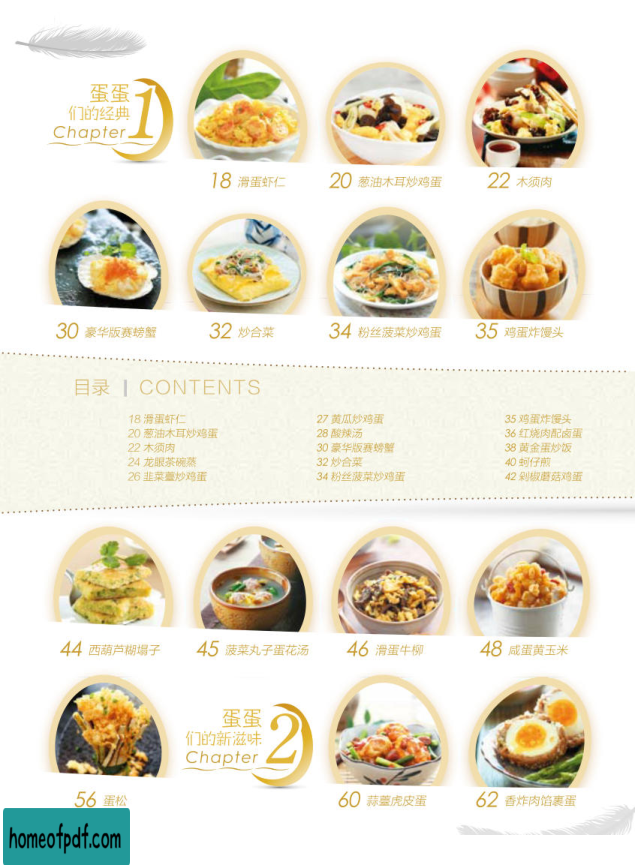 蛋蛋
们的经典
Chapter 1
18 滑蛋虾仁
20 葱油木耳炒鸡蛋
22 木须肉
30 豪华版赛螃蟹
32 炒合菜
34 粉丝菠菜炒鸡蛋
35 鸡蛋炸馒头
目录 | CONTENTS
18 滑蛋虾仁
20 葱油木耳炒鸡蛋
22 木须肉
24 龙眼茶碗蒸
26 韭菜薹炒鸡蛋
27 黄瓜炒鸡蛋
28 酸辣汤
30 豪华版赛螃蟹
32 炒合菜
34 粉丝菠菜炒鸡蛋
35 鸡蛋炸馒头
36 红烧肉配卤蛋
38 黄金蛋炒饭
40 蚵仔煎
42 剁椒蘑菇鸡蛋
44 西葫芦糊塌子
45 菠菜丸子蛋花汤
46 滑蛋牛柳
48 咸蛋黄玉米
56 蛋松
蛋蛋
们的新滋味
Chapter 2
60 蒜薹虎皮蛋
62 香炸肉馅裹蛋
homeofpdf.com